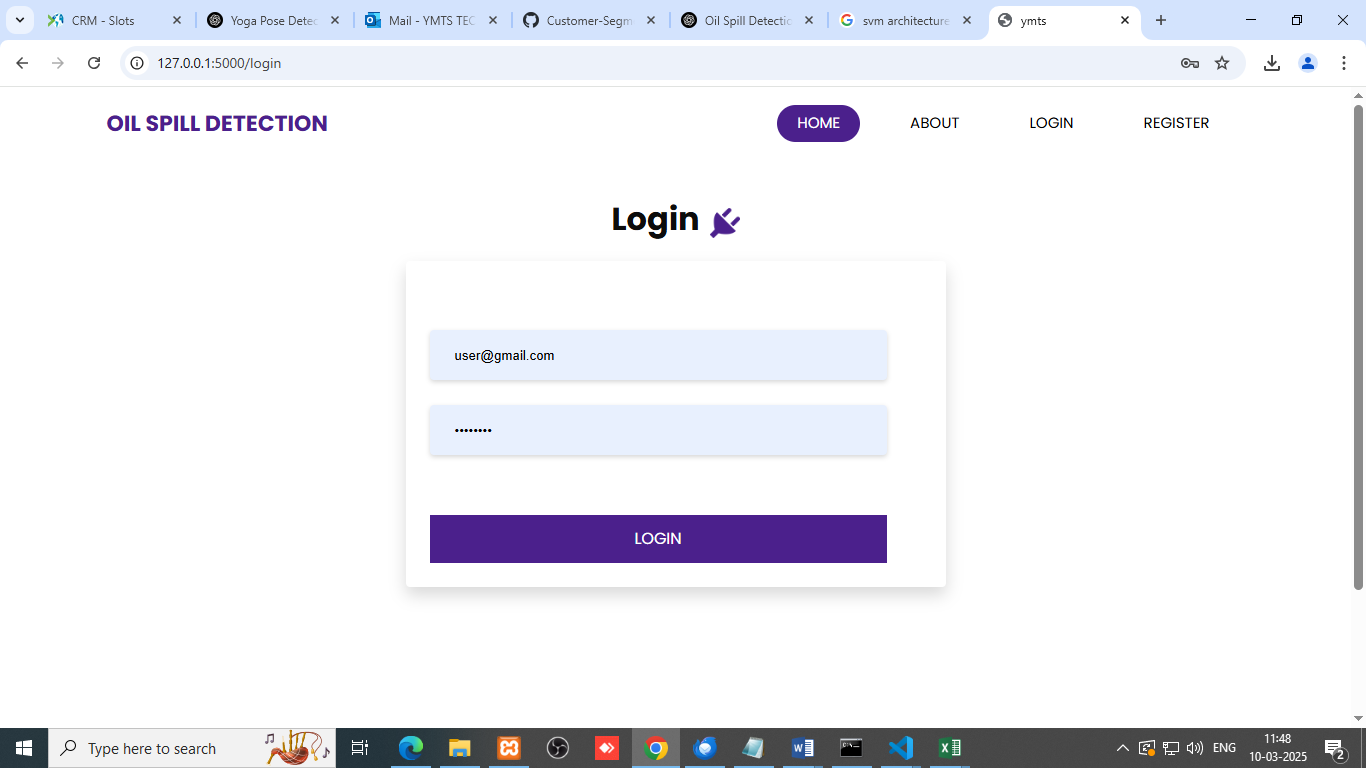 CRM - Slots
Yoga Pose Detec
Mail - YMTS TEC
Customer-Segm
Oil Spill Detectio
svm architecture
ymts
127.0.0.1:5000/login
OIL SPILL DETECTION
HOME
ABOUT
LOGIN
REGISTER
Login
user@gmail.com
••••••••
LOGIN
Type here to search
ENG
11:48
10-03-2025
2